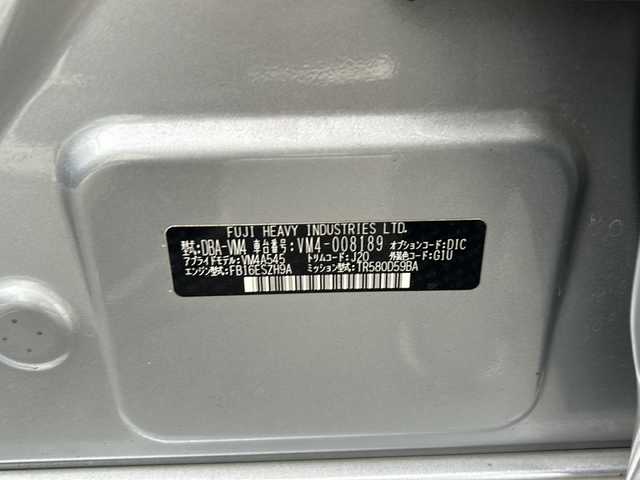 FUJI HEAVY INDUSTRIES LTD.
型式:DBA-VM4 車台番号:VM4-008189 オプションコード:DIC
アプライドモデル:VM4A545 トリムコード:J20 外装色コード:G1U
エンジン型式:FB16ESZH9A ミッション型式:TR580D59BA